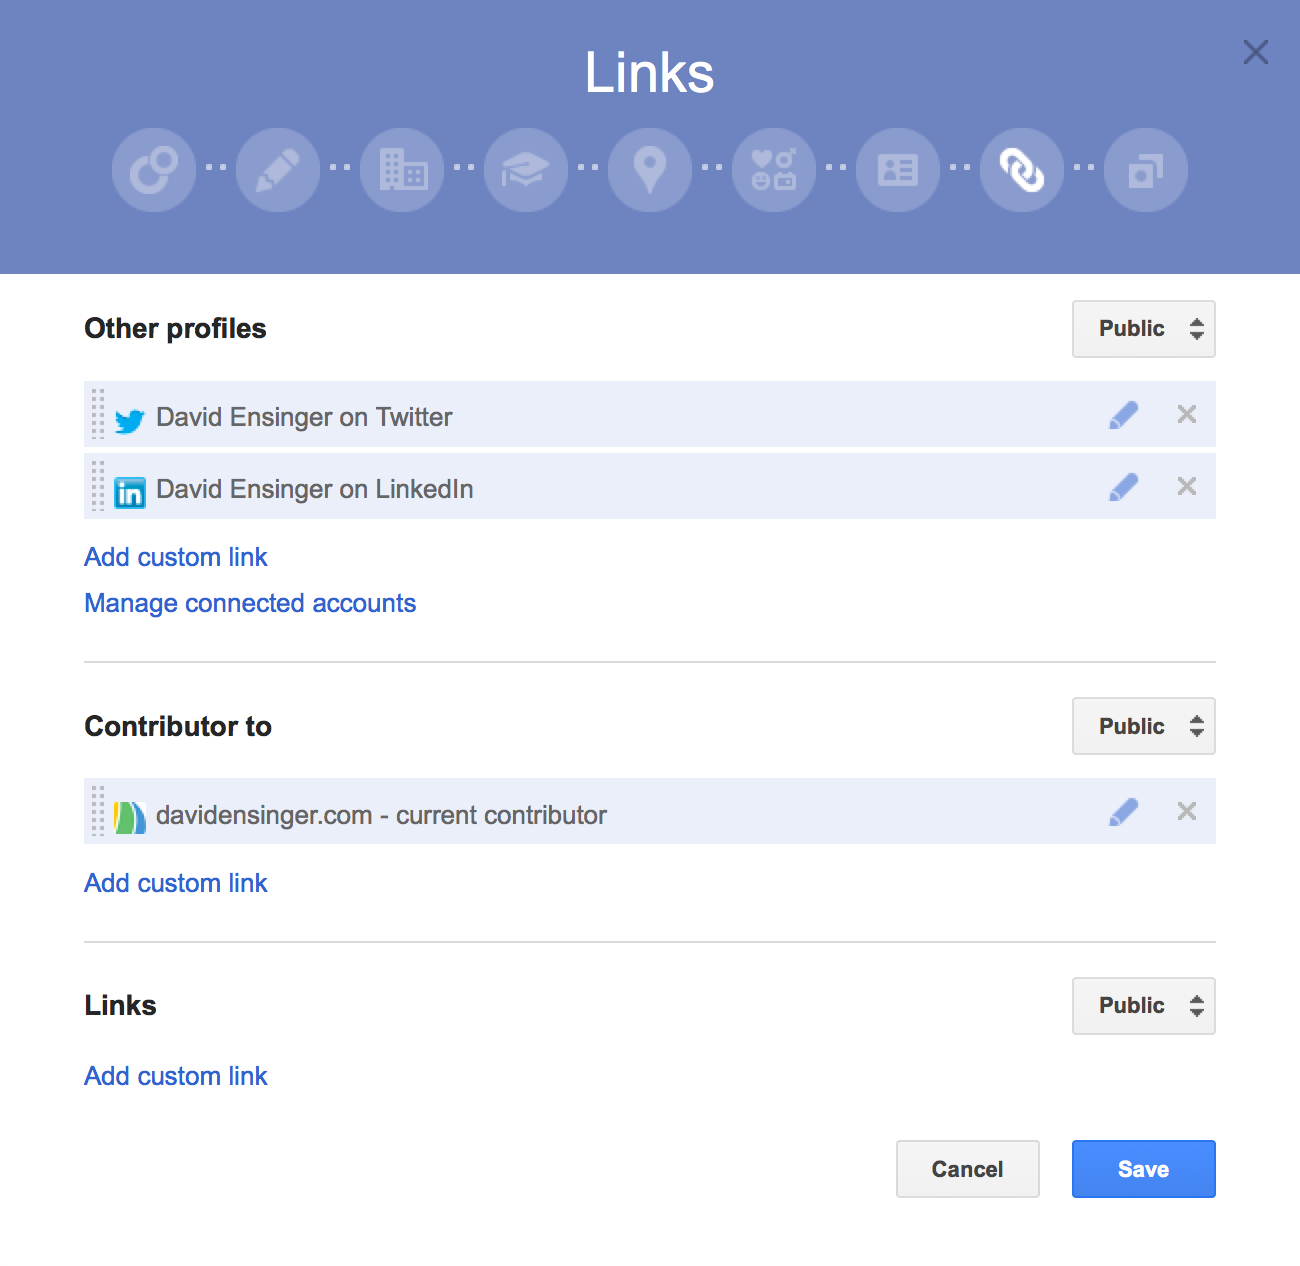 Links
Other profiles
Public
David Ensinger on Twitter
in David Ensinger on LinkedIn
Add custom link
Manage connected accounts
Contributor to
Public
davidensinger.com - current contributor
Add custom link
Links
Public
Add custom link
Cancel
Save